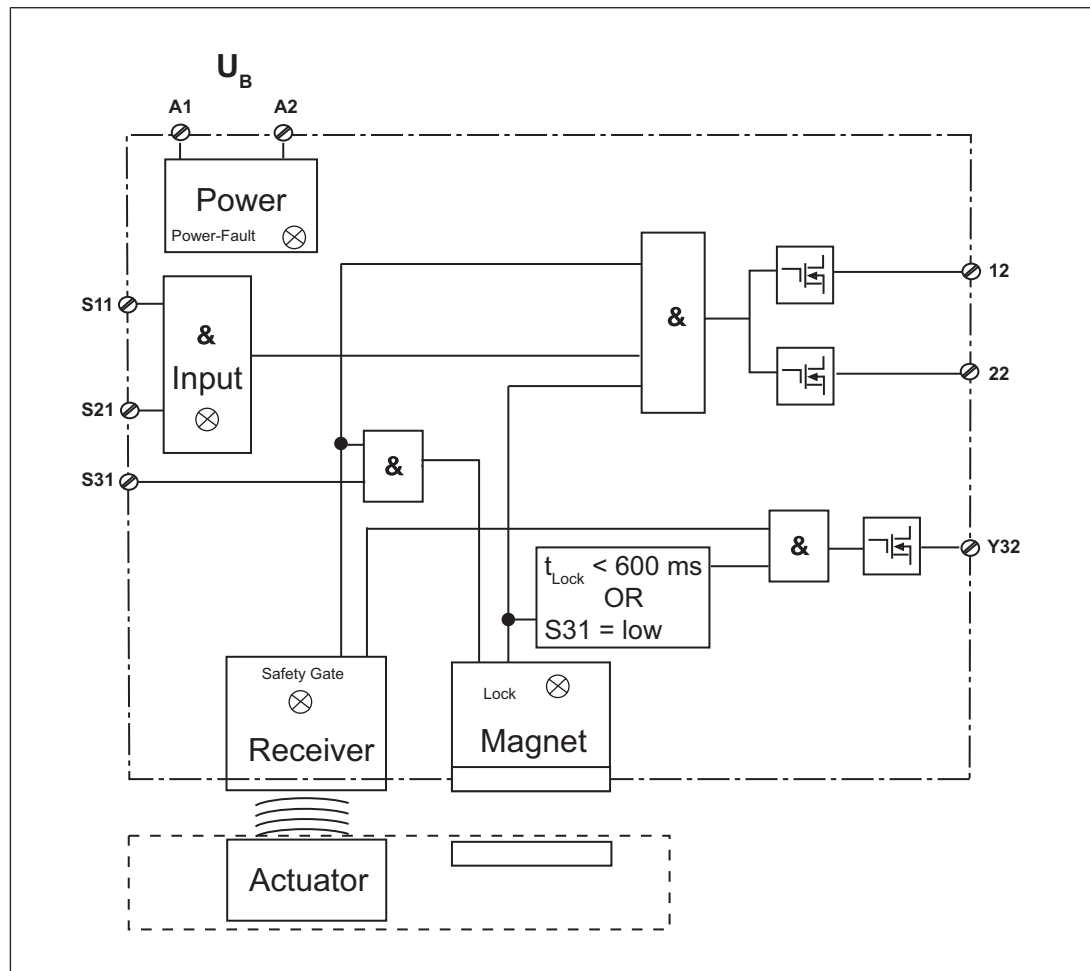 U_B
A1
A2
Power
Power-Fault
12
S11
&
&
22
Input
S21
&
S31
&
Y32
t_Lock < 600 ms
OR
S31 = low
Safety Gate
Lock
Receiver
Magnet
Actuator